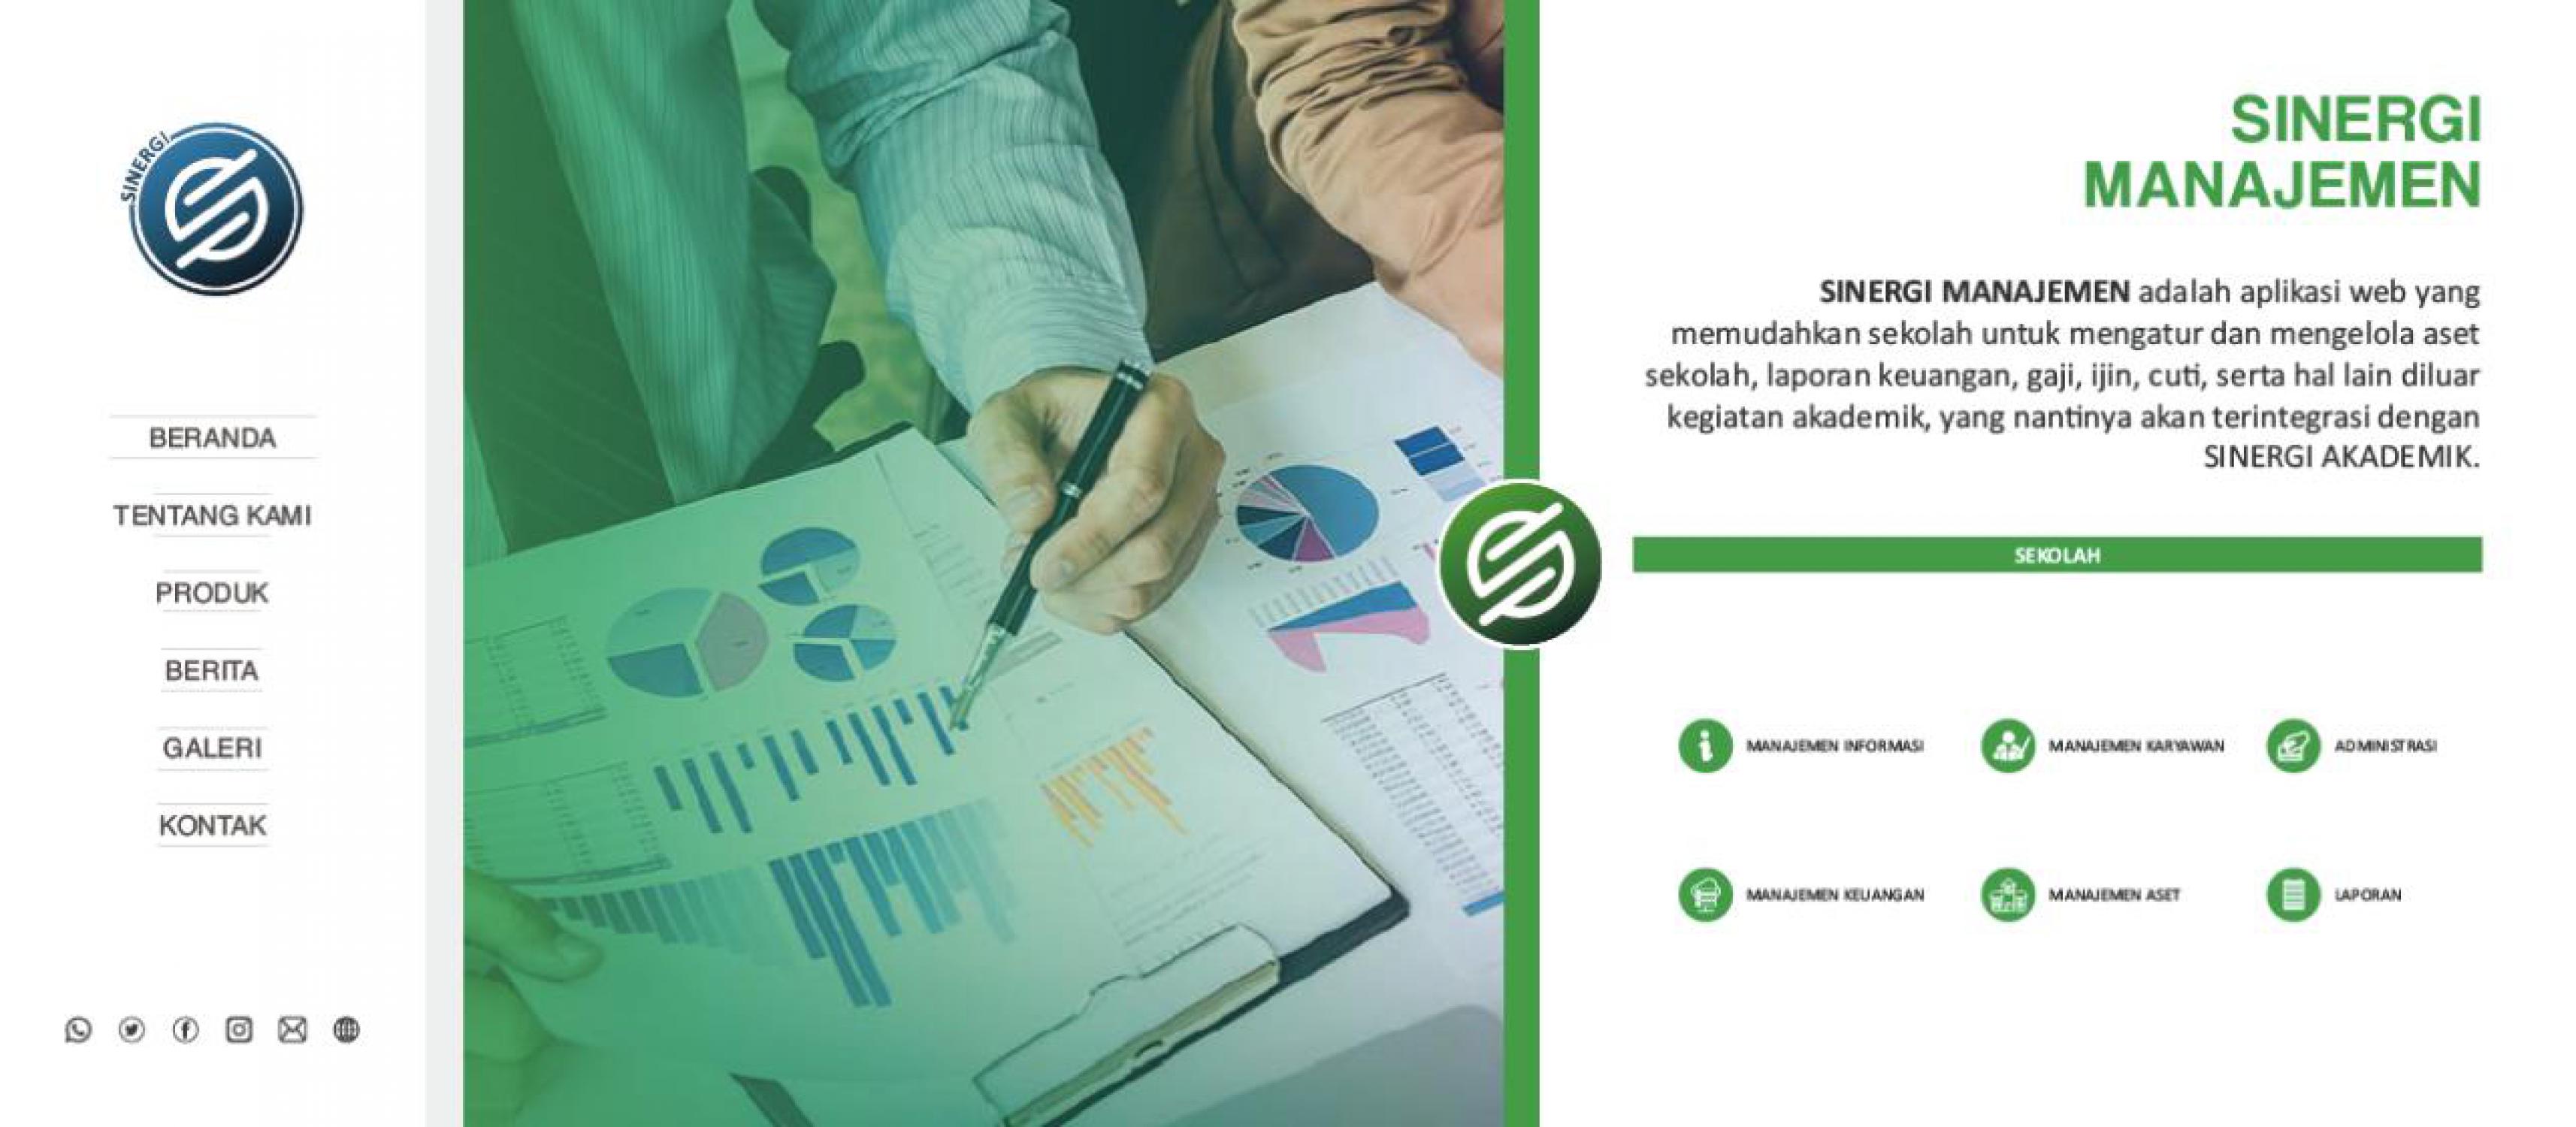 SINERGI
BERANDA
TENTANG KAMI
PRODUK
BERITA
GALERI
KONTAK
SINERGI
MANAJEMEN
SINERGI MANAJEMEN adalah aplikasi web yang
memudahkan sekolah untuk mengatur dan mengelola aset
sekolah, laporan keuangan, gaji, ijin, cuti, serta hal lain diluar
kegiatan akademik, yang nantinya akan terintegrasi dengan
SINERGI AKADEMIK.
SEKOLAH
MANAJEMEN INFORMASI
MANAJEMEN KARYAWAN
ADMINISTRASI
MANAJEMEN KEUANGAN
MANAJEMEN ASET
LAPORAN